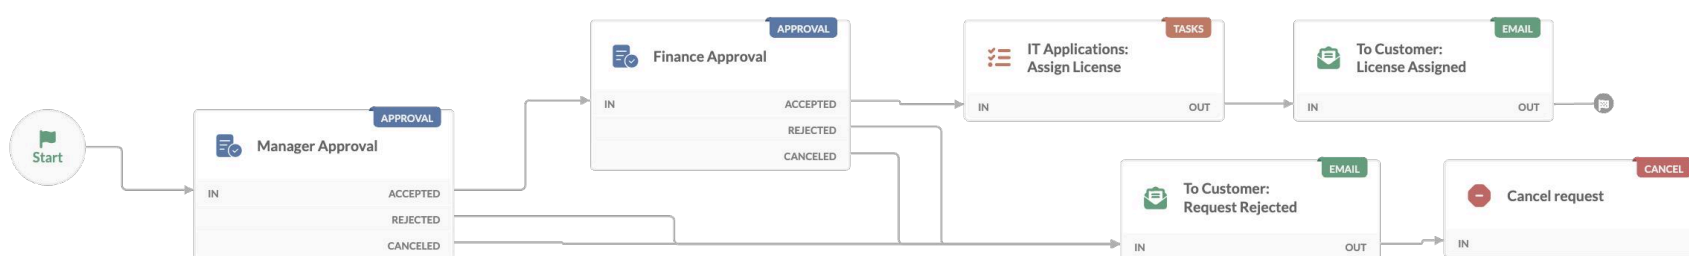 Start
APPROVAL
Manager Approval
IN
ACCEPTED
REJECTED
CANCELED
APPROVAL
Finance Approval
IN
ACCEPTED
REJECTED
CANCELED
TASKS
IT Applications:
Assign License
IN
OUT
EMAIL
To Customer:
License Assigned
IN
OUT
EMAIL
To Customer:
Request Rejected
IN
OUT
CANCEL
Cancel request
IN